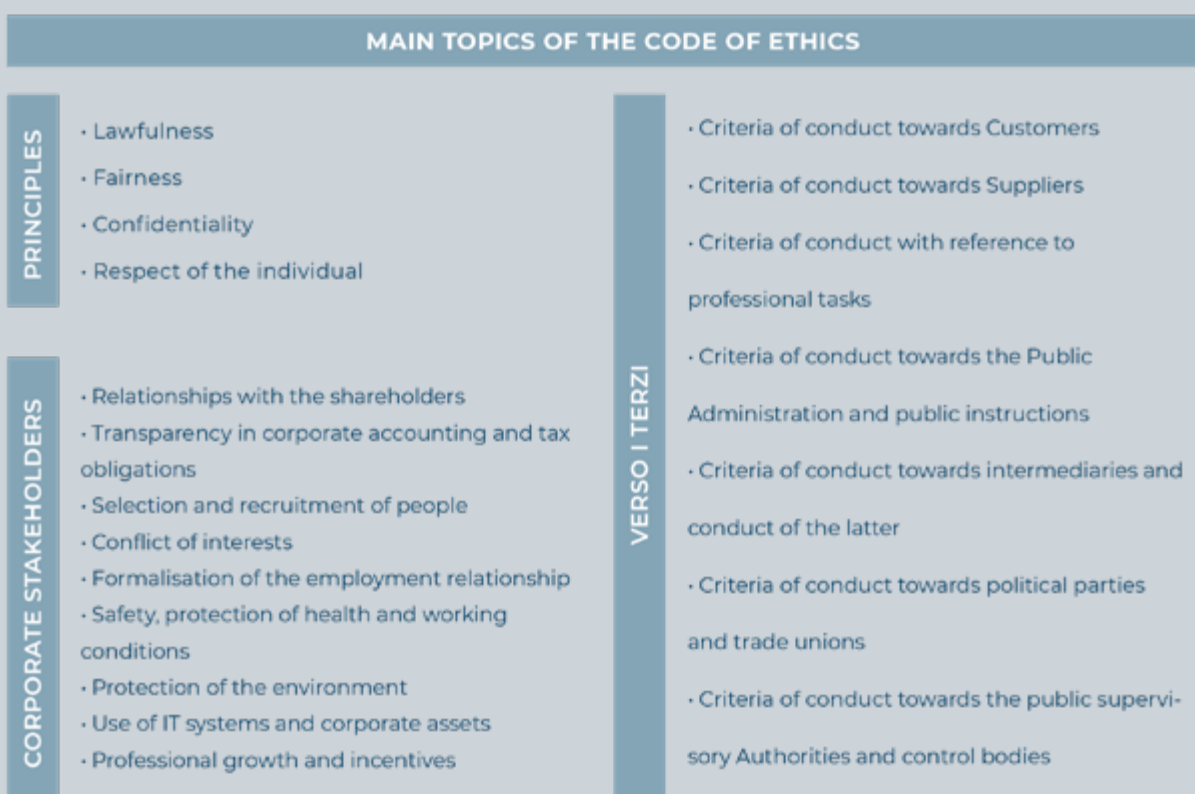 MAIN TOPICS OF THE CODE OF ETHICS
PRINCIPLES
• Lawfulness
• Fairness
• Confidentiality
• Respect of the individual
CORPORATE STAKEHOLDERS
• Relationships with the shareholders
• Transparency in corporate accounting and tax
obligations
• Selection and recruitment of people
• Conflict of interests
• Formalisation of the employment relationship
• Safety, protection of health and working
conditions
• Protection of the environment
• Use of IT systems and corporate assets
• Professional growth and incentives
VERSO I TERZI
• Criteria of conduct towards Customers
• Criteria of conduct towards Suppliers
• Criteria of conduct with reference to
professional tasks
• Criteria of conduct towards the Public
Administration and public instructions
• Criteria of conduct towards intermediaries and
conduct of the latter
• Criteria of conduct towards political parties
and trade unions
• Criteria of conduct towards the public supervi-
sory Authorities and control bodies